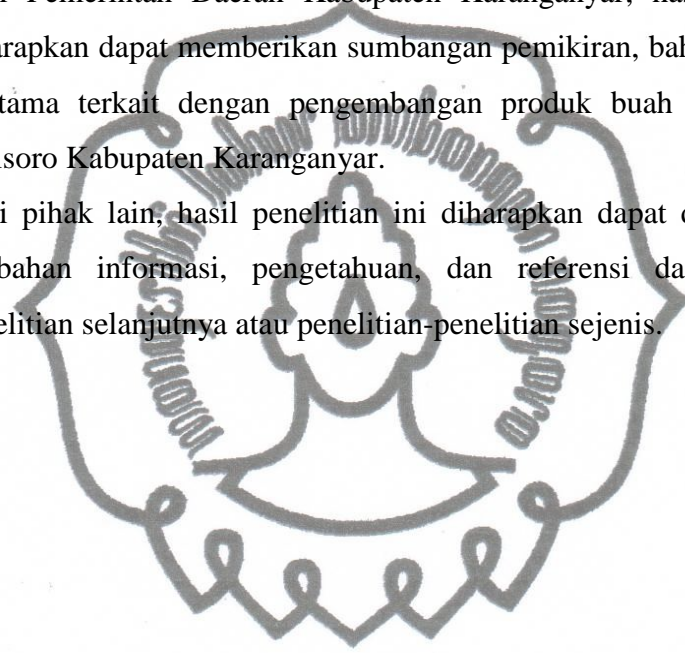 Pemerintah Daerah Kabupaten Karanganyar,
arapkan dapat memberikan sumbangan pemikiran, bah
tama terkait dengan pengembangan produk buah
soro Kabupaten Karanganyar.
i pihak lain, hasil penelitian ini diharapkan dapat
bahan informasi, pengetahuan, dan referensi da
elitian selanjutnya atau penelitian-penelitian sejenis.